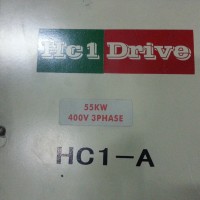 Hc1 Drive
55KW
400V 3PHASE
HC1-A